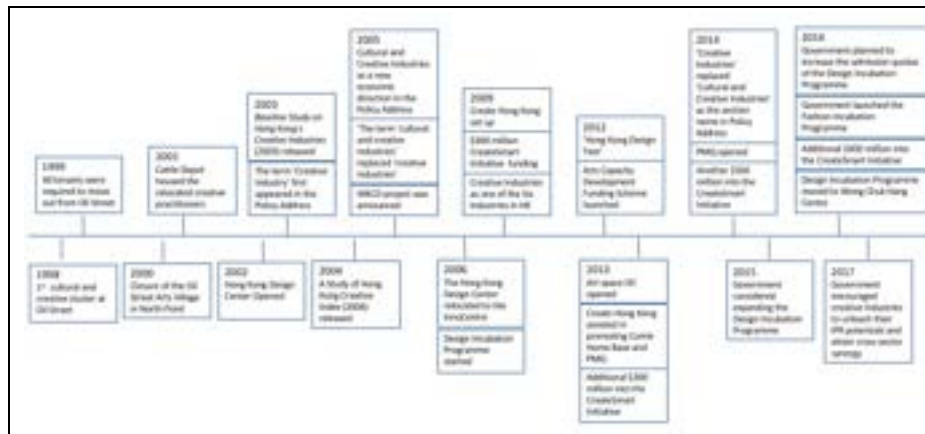 2005
Cultural and
Creative Industries
as a new
economic
direction in the
Policy Address
'The term 'Cultural
and creative
industries' replaced
'creative industries'
WKCD project was
announced
2014
'Creative
Industries'
replaced
'Cultural and
Creative Industries'
as the section
name in Policy
Address
PMQ opened
Another $300
million into the
CreateSmart
Initiative
2016
Government planned to
increase the admission quotas
of the Design Incubation
Programme
Government launched the
Fashion Incubation
Programme
Additional $400 million into
the CreateSmart Initiative
Design Incubation Programme
moved to Wong Chuk Hang
Centre
2003
Baseline Study on
Hong Kong's
Creative Industries
(2003) released
The term 'Creative
Industry' first
appeared in the
Policy Address
2009
Create Hong Kong
set up
$300 million
CreateSmart
Initiative funding
Creative Industries
as one of the Six
Industries in HK
2012
'Hong Kong Design
Year'
Arts Capacity
Development
Funding Scheme
launched
1999
All tenants were
required to move
out from Oil Street
2001
Cattle Depot
housed the
relocated creative
practitioners
1998
1st cultural and
creative cluster at
Oil Street
2000
Closure of the Oil
Street Arts Village
in North Point
2002
Hong Kong Design
Center Opened
2004
A Study of Hong
Kong Creative
Index (2004)
released
2006
The Hong Kong
Design Center
relocated to the
InnoCentre
Design Incubation
Programme
started
2013
Art space Oil
opened
Create Hong Kong
assisted in
promoting Comix
Home Base and
PMQ
Additional $300
million into the
CreateSmart
Initiative
2015
Government
considered
expanding the
Design Incubation
Programme
2017
Government
encouraged
creative industries
to unleash their
IPR potentials and
attain cross-sector
synergy